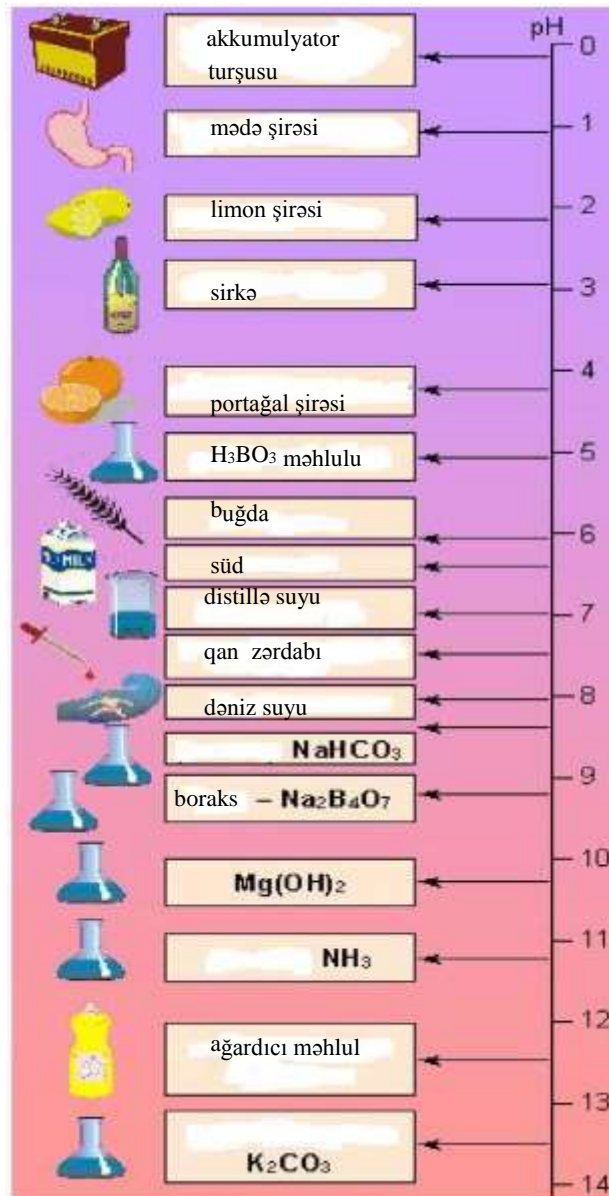 pH
0
akkumulyator
turşusu
1
mədə şirəsi
2
limon şirəsi
3
sirkə
4
portağal şirəsi
5
H₃BO₃ məhlulu
6
buğda
MILK
süd
7
distillə suyu
qan zərdabı
8
dəniz suyu
NaHCO₃
9
boraks – Na₂B₄O₇
10
Mg(OH)₂
11
NH₃
12
ağardıcı məhlul
13
K₂CO₃
14